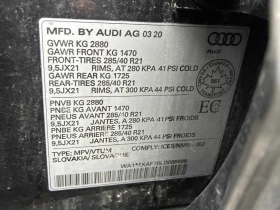 MFD. BY AUDI AG 03 20
GVWR KG 2880
GAWR FRONT KG 1470
FRONT-TIRES 285/40 R21
9,5JX21 RIMS, AT 280 KPA 41 PSI COLD
GAWR REAR KG 1725
REAR-TIRES 285/40 R21
9,5JX21 RIMS, AT 300 KPA 44 PSI COLD
Audi
PNVB KG 2880
PNBE KG AVANT 1470
PNEUS AVANT 285/40 R21
9,5JX21 JANTES, A 280 KPA 41 PSI FROIDS
PNBE KG ARRIERE 1725
PNEUS ARRIERE 285/40 R21
9,5JX21 JANTES, A 300 KPA 44 PSI FROIDS
TYPE: MPV/VTUM
SLOVAKIA/ SLOVAQUIE